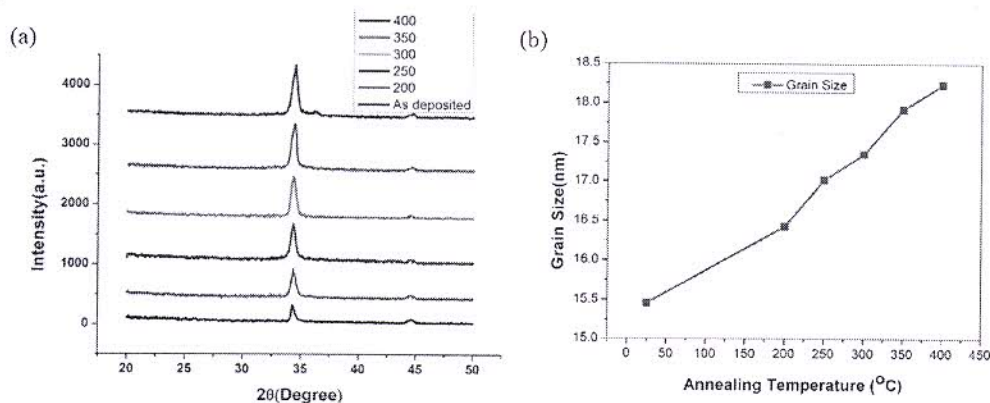 (a)
400
350
300
250
200
As deposited
4000
3000
2000
1000
0
Intensity(a.u.)
20 25 30 35 40 45 50
2θ(Degree)
(b)
18.5
18.0
17.5
17.0
16.5
16.0
15.5
15.0
Grain Size(nm)
Grain Size
0 50 100 150 200 250 300 350 400 450
Annealing Temperature (°C)